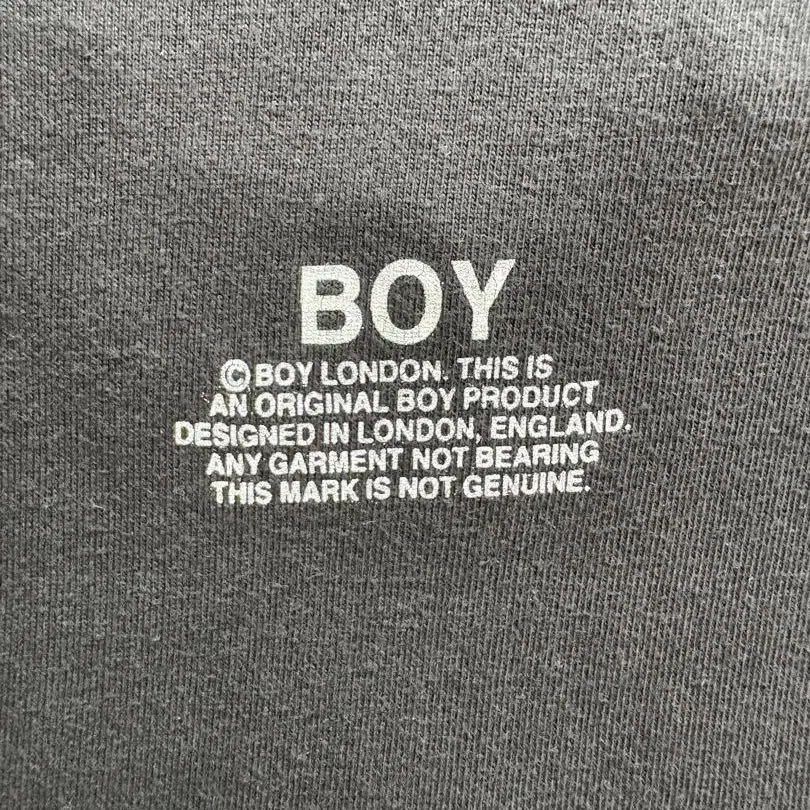 BOY
©BOY LONDON. THIS IS
AN ORIGINAL BOY PRODUCT
DESIGNED IN LONDON, ENGLAND.
ANY GARMENT NOT BEARING
THIS MARK IS NOT GENUINE.